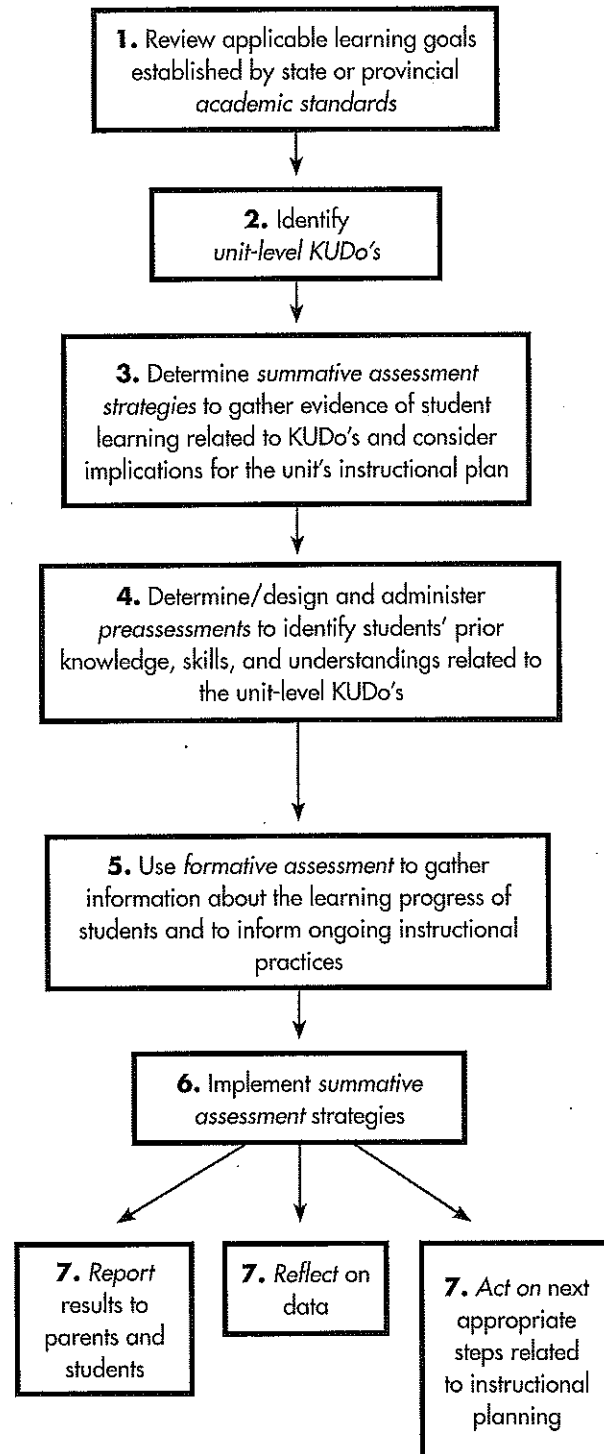 1. Review applicable learning goals
established by state or provincial
academic standards
2. Identify
unit-level KUDo's
3. Determine summative assessment
strategies to gather evidence of student
learning related to KUDo's and consider
implications for the unit's instructional plan
4. Determine/design and administer
preassessments to identify students' prior
knowledge, skills, and understandings related to
the unit-level KUDo's
5. Use formative assessment to gather
information about the learning progress of
students and to inform ongoing instructional
practices
6. Implement summative
assessment strategies
7. Report
results to
parents and
students
7. Reflect on
data
7. Act on next
appropriate
steps related
to instructional
planning